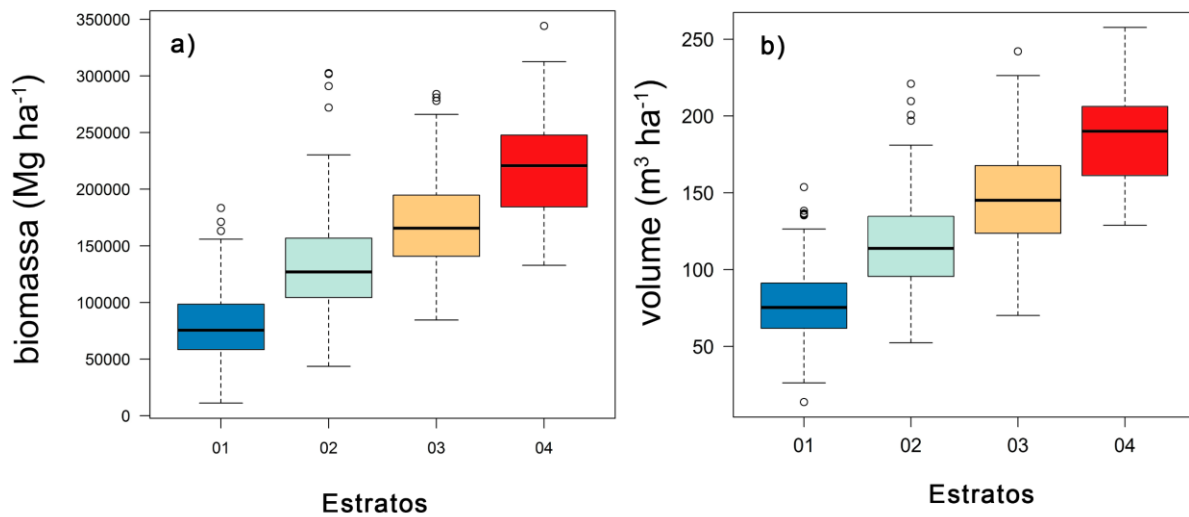 a)
biomassa (Mg ha⁻¹)
350000
300000
250000
200000
150000
100000
50000
0
01 02 03 04
Estratos
b)
volume (m³ ha⁻¹)
250
200
150
100
50
01 02 03 04
Estratos